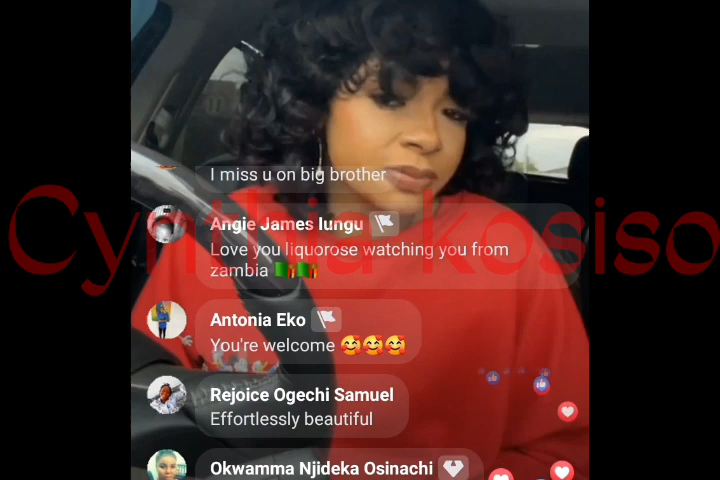 I miss u on big brother
Angie James lungu
Love you liquorose watching you from
zambia
Cynthia kosiso
Antonia Eko
You're welcome 🥰🥰🥰
Rejoice Ogechi Samuel
Effortlessly beautiful
Okwamma Njideka Osinachi